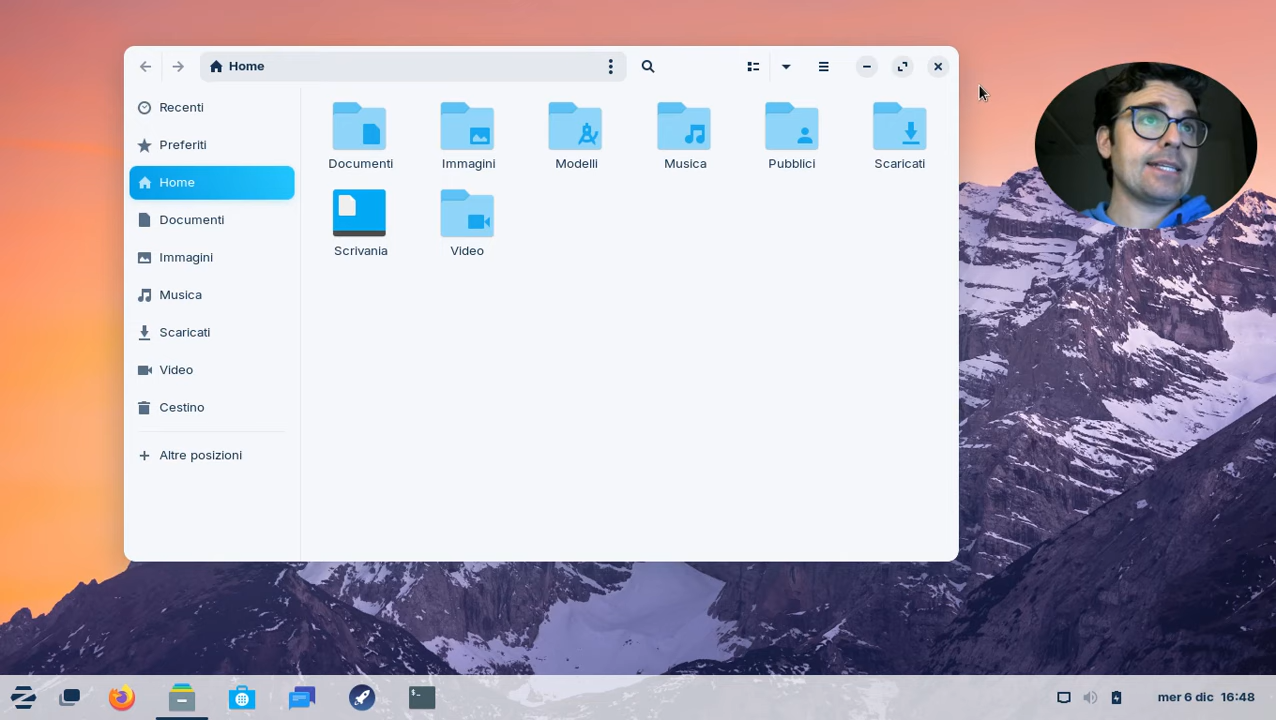 Home
Recenti
Preferiti
Home
Documenti
Immagini
Musica
Scaricati
Video
Cestino
Altre posizioni
Documenti
Immagini
Modelli
Musica
Pubblici
Scaricati
Scrivania
Video
$_
mer 6 dic 16:48